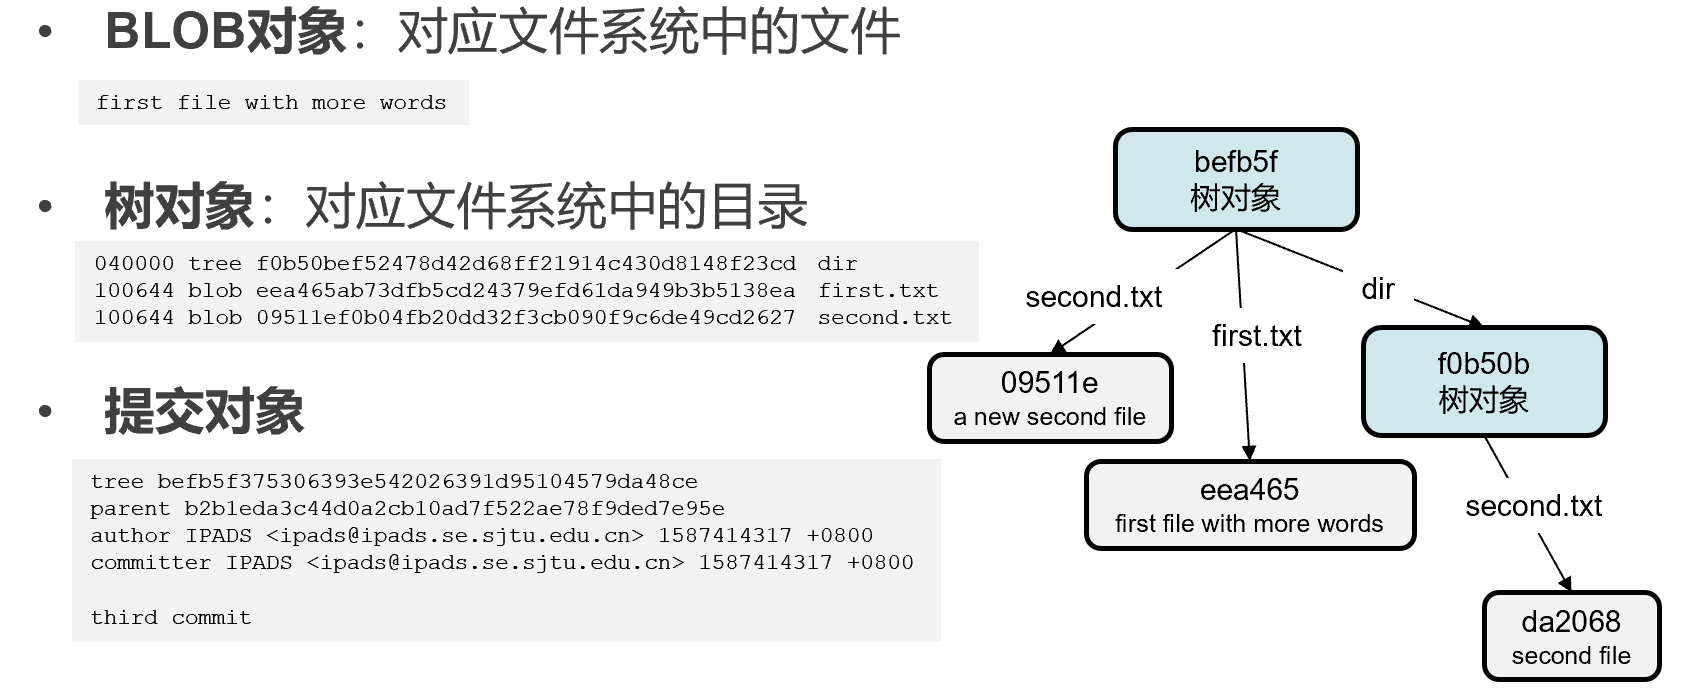 • BLOB对象：对应文件系统中的文件
first file with more words
• 树对象：对应文件系统中的目录
040000 tree f0b50bef52478d42d68ff21914c430d8148f23cd dir
100644 blob eea465ab73dfb5cd24379efd61da949b3b5138ea first.txt
100644 blob 09511ef0b04fb20dd32f3cb090f9c6de49cd2627 second.txt
• 提交对象
tree befb5f375306393e542026391d95104579da48ce
parent b2b1eda3c44d0a2cb10ad7f522ae78f9ded7e95e
author IPADS <ipads@ipads.se.sjtu.edu.cn> 1587414317 +0800
committer IPADS <ipads@ipads.se.sjtu.edu.cn> 1587414317 +0800
third commit
befb5f
树对象
second.txt
first.txt
dir
09511e
a new second file
eea465
first file with more words
f0b50b
树对象
second.txt
da2068
second file